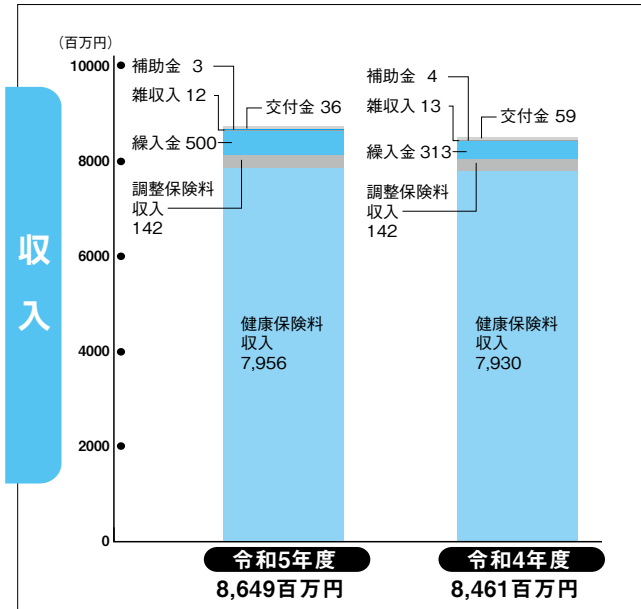 収入
（百万円）
10000
8000
6000
4000
2000
0
補助金 3
雑収入 12
交付金 36
繰入金 500
調整保険料
収入
142
健康保険料
収入
7,956
令和5年度
8,649百万円
補助金 4
雑収入 13
交付金 59
繰入金 313
調整保険料
収入
142
健康保険料
収入
7,930
令和4年度
8,461百万円